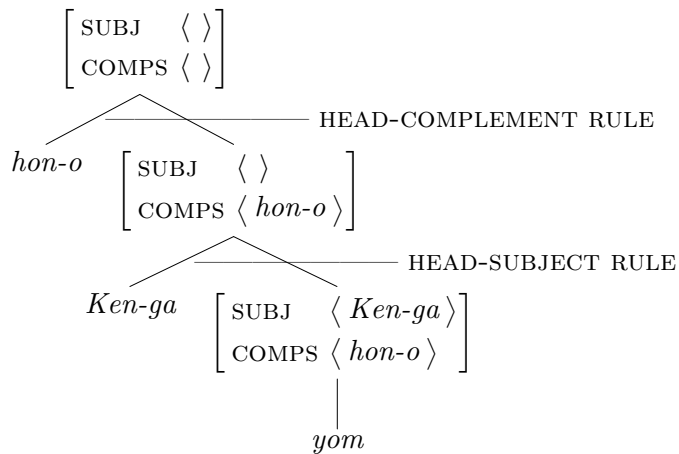 SUBJ ⟨ ⟩
COMPS ⟨ ⟩
HEAD-COMPLEMENT RULE
hon-o
SUBJ ⟨ ⟩
COMPS ⟨ hon-o ⟩
HEAD-SUBJECT RULE
Ken-ga
SUBJ ⟨ Ken-ga ⟩
COMPS ⟨ hon-o ⟩
yom